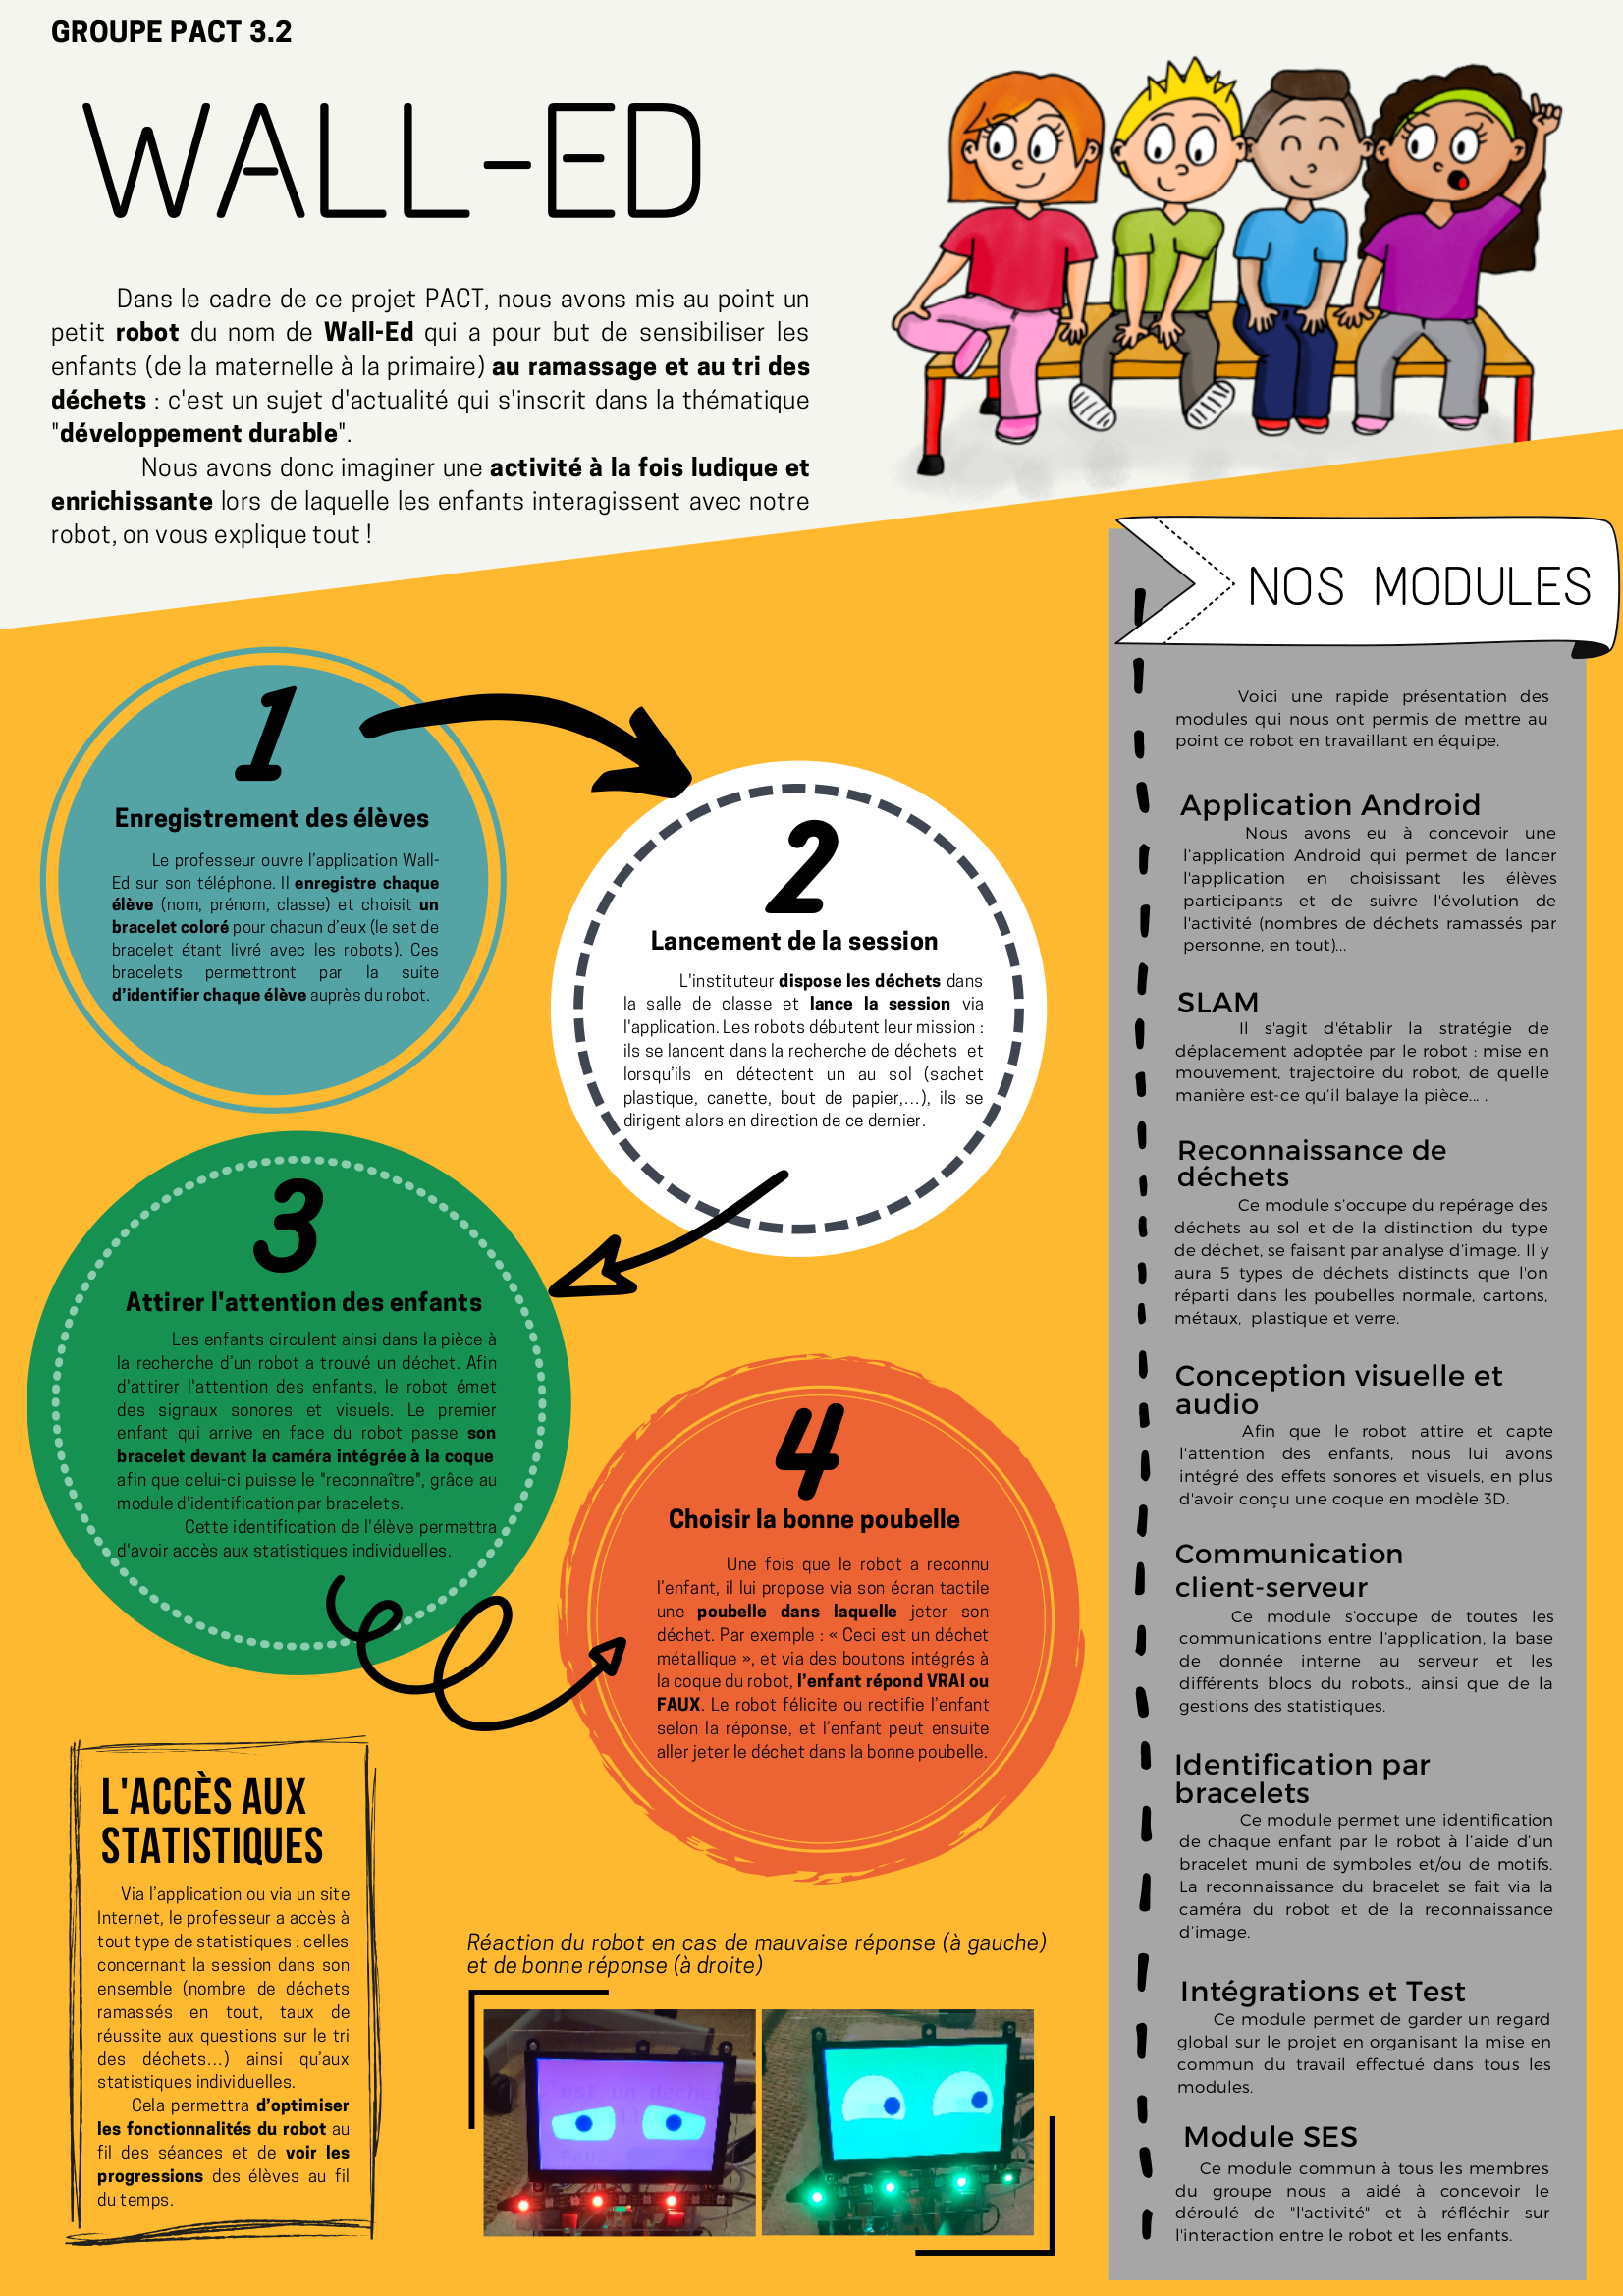 GROUPE PACT 3.2
WALL-ED
Dans le cadre de ce projet PACT, nous avons mis au point un
petit robot du nom de Wall-Ed qui a pour but de sensibiliser les
enfants (de la maternelle à la primaire) au ramassage et au tri des
déchets : c'est un sujet d'actualité qui s'inscrit dans la thématique
"développement durable".
Nous avons donc imaginer une activité à la fois ludique et
enrichissante lors de laquelle les enfants interagissent avec notre
robot, on vous explique tout !
1
Enregistrement des élèves
Le professeur ouvre l'application Wall-
Ed sur son téléphone. Il enregistre chaque
élève (nom, prénom, classe) et choisit un
bracelet coloré pour chacun d'eux (le set de
bracelet étant livré avec les robots). Ces
bracelets permettront par la suite
d'identifier chaque élève auprès du robot.
2
Lancement de la session
L'instituteur dispose les déchets dans
la salle de classe et lance la session via
l'application. Les robots débutent leur mission :
ils se lancent dans la recherche de déchets et
lorsqu'ils en détectent un au sol (sachet
plastique, canette, bout de papier,...), ils se
dirigent alors en direction de ce dernier.
3
Attirer l'attention des enfants
Les enfants circulent ainsi dans la pièce à
la recherche d'un robot a trouvé un déchet. Afin
d'attirer l'attention des enfants, le robot émet
des signaux sonores et visuels. Le premier
enfant qui arrive en face du robot passe son
bracelet devant la caméra intégrée à la coque
afin que celui-ci puisse le "reconnaître", grâce au
module d'identification par bracelets.
Cette identification de l'élève permettra
d'avoir accès aux statistiques individuelles.
4
Choisir la bonne poubelle
Une fois que le robot a reconnu
l'enfant, il lui propose via son écran tactile
une poubelle dans laquelle jeter son
déchet. Par exemple : « Ceci est un déchet
métallique », et via des boutons intégrés à
la coque du robot, l'enfant répond VRAI ou
FAUX. Le robot félicite ou rectifie l'enfant
selon la réponse, et l'enfant peut ensuite
aller jeter le déchet dans la bonne poubelle.
L'ACCÈS AUX
STATISTIQUES
Via l'application ou via un site
Internet, le professeur a accès à
tout type de statistiques : celles
concernant la session dans son
ensemble (nombre de déchets
ramassés en tout, taux de
réussite aux questions sur le tri
des déchets...) ainsi qu'aux
statistiques individuelles.
Cela permettra d'optimiser
les fonctionnalités du robot au
fil des séances et de voir les
progressions des élèves au fil
du temps.
Réaction du robot en cas de mauvaise réponse (à gauche)
et de bonne réponse (à droite)
'est un déche
FAUX
NOS MODULES
Voici une rapide présentation des
modules qui nous ont permis de mettre au
point ce robot en travaillant en équipe.
Application Android
Nous avons eu à concevoir une
l'application Android qui permet de lancer
l'application en choisissant les élèves
participants et de suivre l'évolution de
l'activité (nombres de déchets ramassés par
personne, en tout)...
SLAM
Il s'agit d'établir la stratégie de
déplacement adoptée par le robot : mise en
mouvement, trajectoire du robot, de quelle
manière est-ce qu'il balaye la pièce... .
Reconnaissance de
déchets
Ce module s'occupe du repérage des
déchets au sol et de la distinction du type
de déchet, se faisant par analyse d'image. Il y
aura 5 types de déchets distincts que l'on
réparti dans les poubelles normale, cartons,
métaux, plastique et verre.
Conception visuelle et
audio
Afin que le robot attire et capte
l'attention des enfants, nous lui avons
intégré des effets sonores et visuels, en plus
d'avoir conçu une coque en modèle 3D.
Communication
client-serveur
Ce module s'occupe de toutes les
communications entre l'application, la base
de donnée interne au serveur et les
différents blocs du robots., ainsi que de la
gestions des statistiques.
Identification par
bracelets
Ce module permet une identification
de chaque enfant par le robot à l'aide d'un
bracelet muni de symboles et/ou de motifs.
La reconnaissance du bracelet se fait via la
caméra du robot et de la reconnaissance
d'image.
Intégrations et Test
Ce module permet de garder un regard
global sur le projet en organisant la mise en
commun du travail effectué dans tous les
modules.
Module SES
Ce module commun à tous les membres
du groupe nous a aidé à concevoir le
déroulé de "l'activité" et à réfléchir sur
l'interaction entre le robot et les enfants.